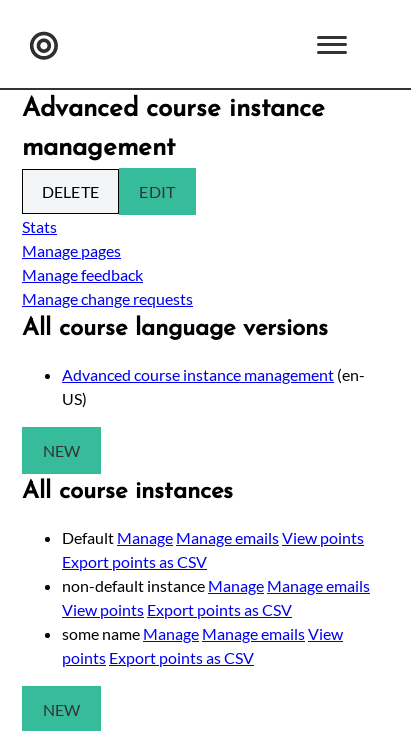 Advanced course instance
management
DELETE EDIT
Stats
Manage pages
Manage feedback
Manage change requests
All course language versions
Advanced course instance management (en-
US)
NEW
All course instances
Default Manage Manage emails View points
Export points as CSV
non-default instance Manage Manage emails
View points Export points as CSV
some name Manage Manage emails View
points Export points as CSV
NEW